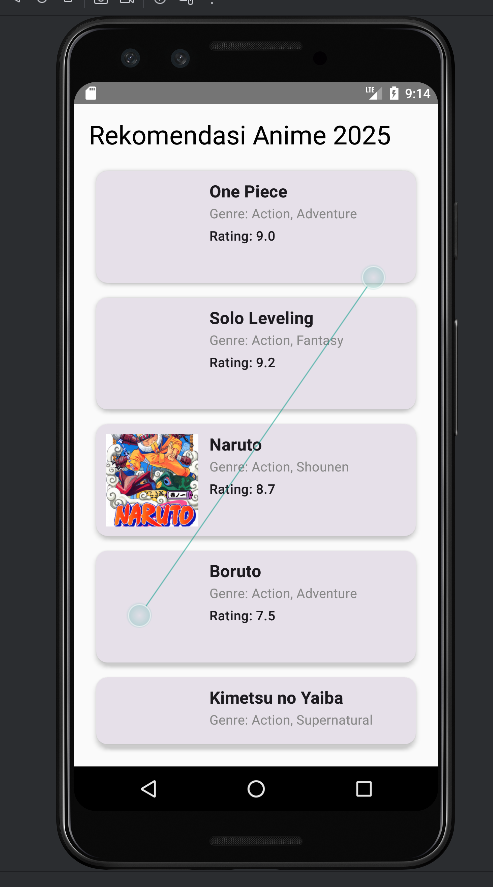 LTE 9:14
Rekomendasi Anime 2025
One Piece
Genre: Action, Adventure
Rating: 9.0
Solo Leveling
Genre: Action, Fantasy
Rating: 9.2
NARUTO
Naruto
Genre: Action, Shounen
Rating: 8.7
Boruto
Genre: Action, Adventure
Rating: 7.5
Kimetsu no Yaiba
Genre: Action, Supernatural